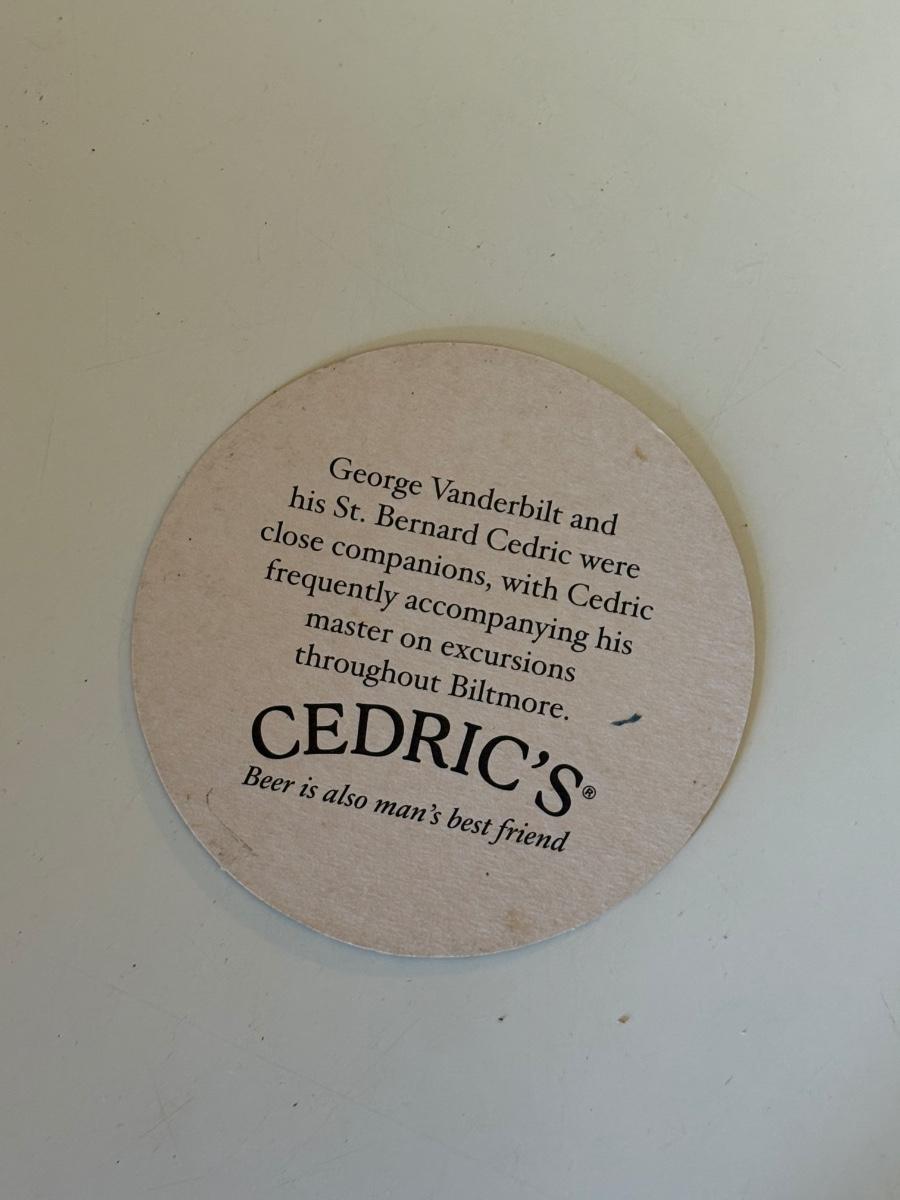 George Vanderbilt and
his St. Bernard Cedric were
close companions, with Cedric
frequently accompanying his
master on excursions
throughout Biltmore.
CEDRIC'S®
Beer is also man's best friend